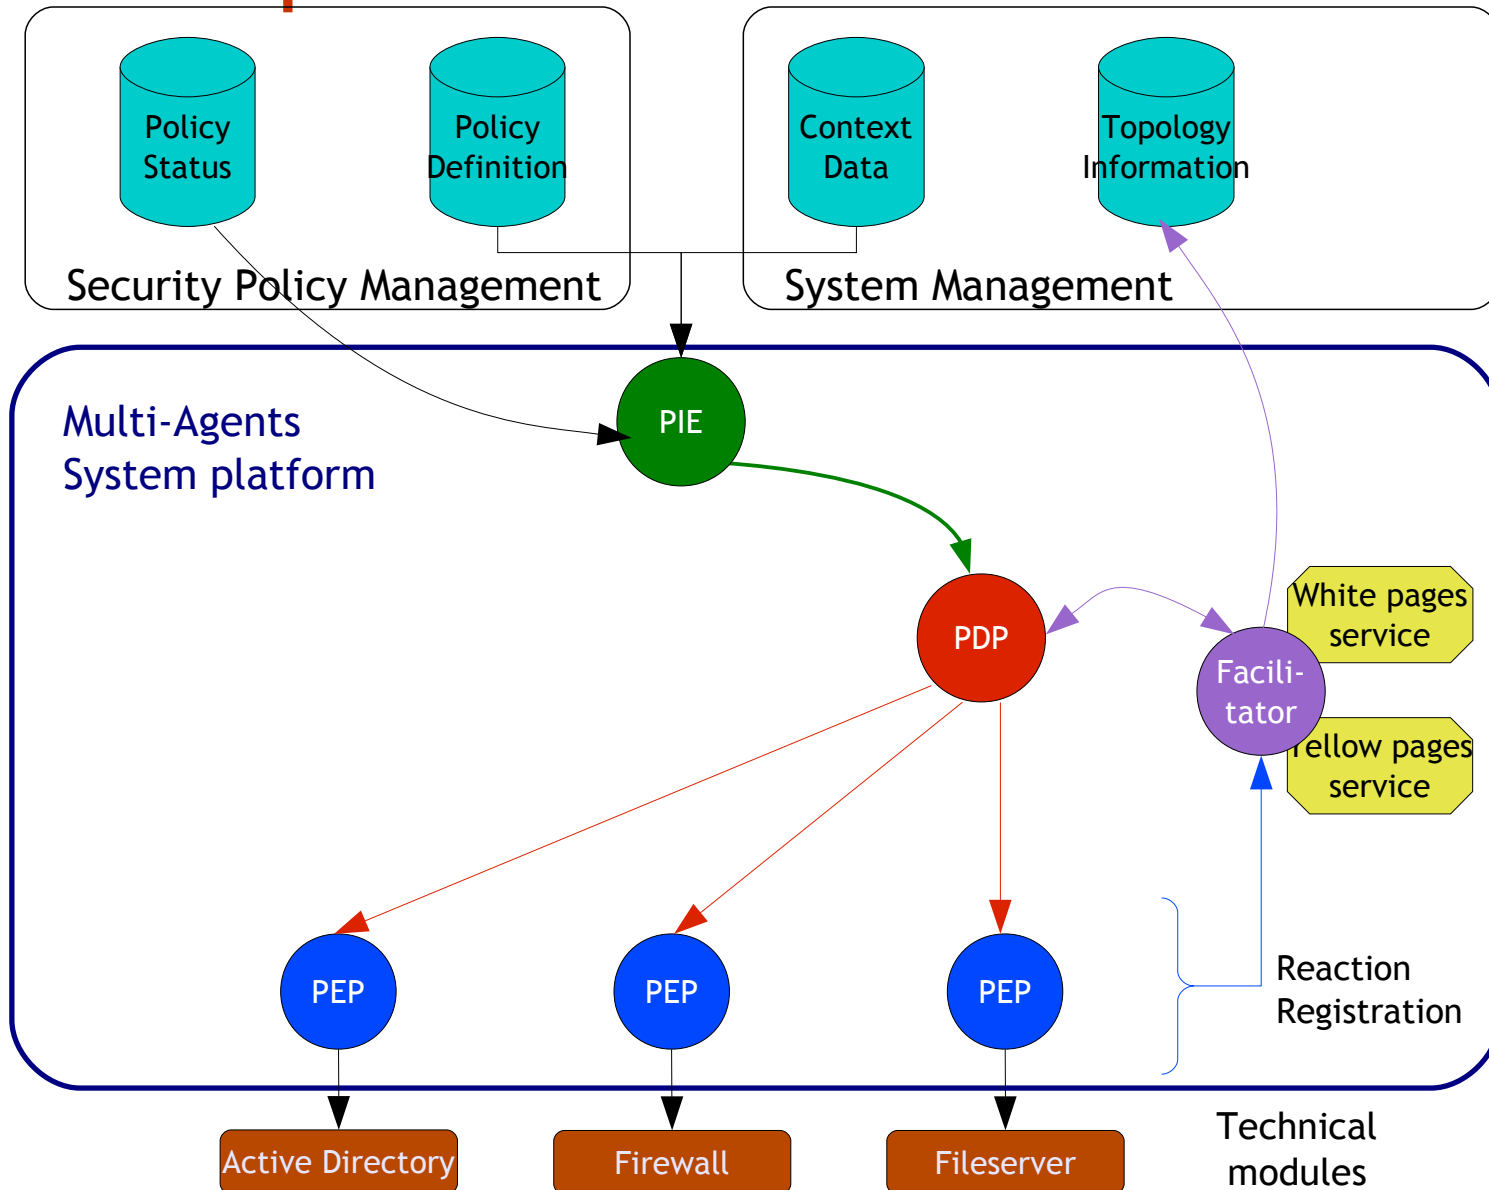 Policy
Status
Policy
Definition
Context
Data
Topology
Information
Security Policy Management
System Management
Multi-Agents
System platform
PIE
PDP
White pages
service
Facili-
tator
Yellow pages
service
PEP
PEP
PEP
Reaction
Registration
Active Directory
Firewall
Fileserver
Technical
modules